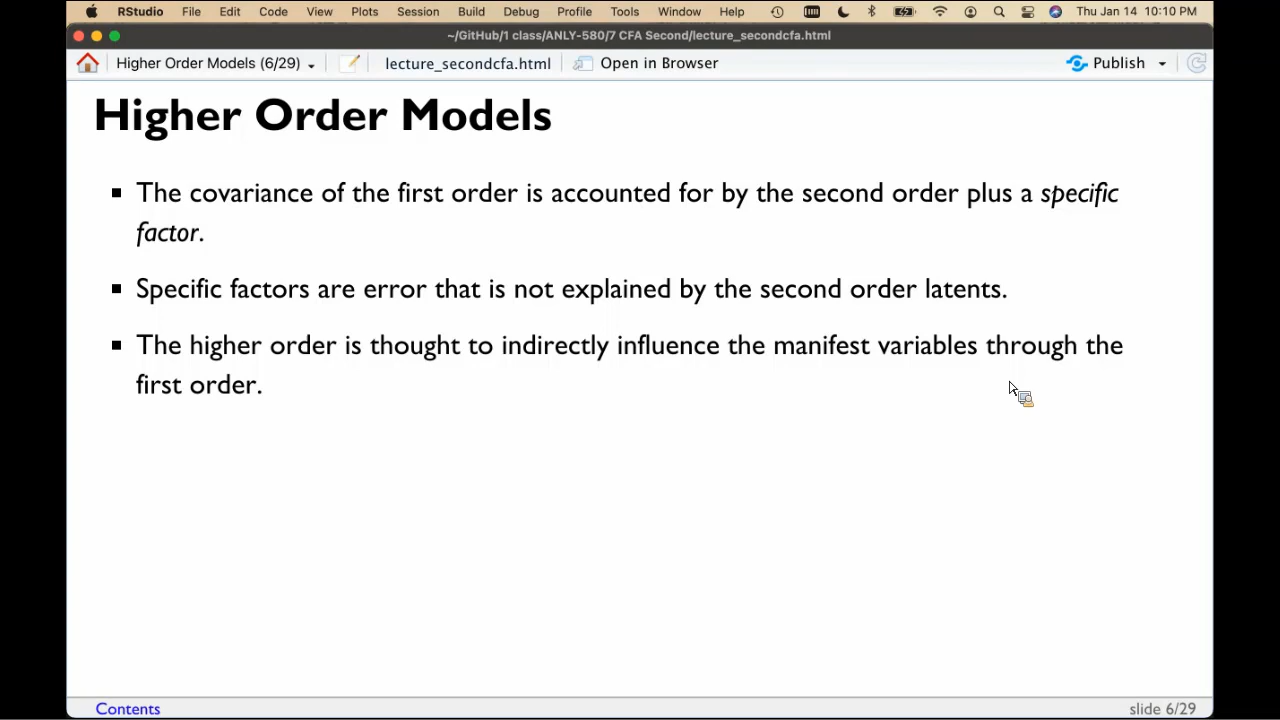 RStudio File Edit Code View Plots Session Build Debug Profile Tools Window Help Thu Jan 14 10:10 PM
~/GitHub/1 class/ANLY-580/7 CFA Second/lecture_secondcfa.html
Higher Order Models (6/29) lecture_secondcfa.html Open in Browser Publish
Higher Order Models
The covariance of the first order is accounted for by the second order plus a specific
factor.
Specific factors are error that is not explained by the second order latents.
The higher order is thought to indirectly influence the manifest variables through the
first order.
Contents slide 6/29